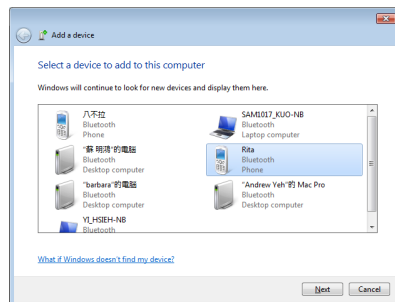 Add a device
Select a device to add to this computer
Windows will continue to look for new devices and display them here.
八不拉
Bluetooth
Phone
SAM1017_KUO-NB
Bluetooth
Laptop computer
"蘇 明鴻"的電腦
Bluetooth
Desktop computer
Rita
Bluetooth
Phone
"barbara"的電腦
Bluetooth
Desktop computer
"Andrew Yeh"的 Mac Pro
Bluetooth
Desktop computer
YI_HSIEH-NB
Bluetooth
What if Windows doesn't find my device?
Next
Cancel